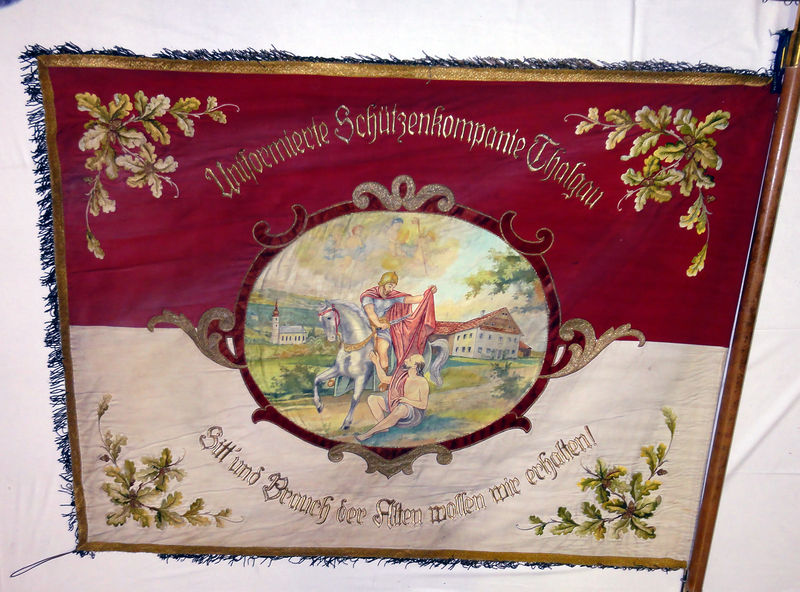 Uniformierte Schützenkompanie Thalgau
Sitt' und Brauch der Alten wollen wir erhalten!